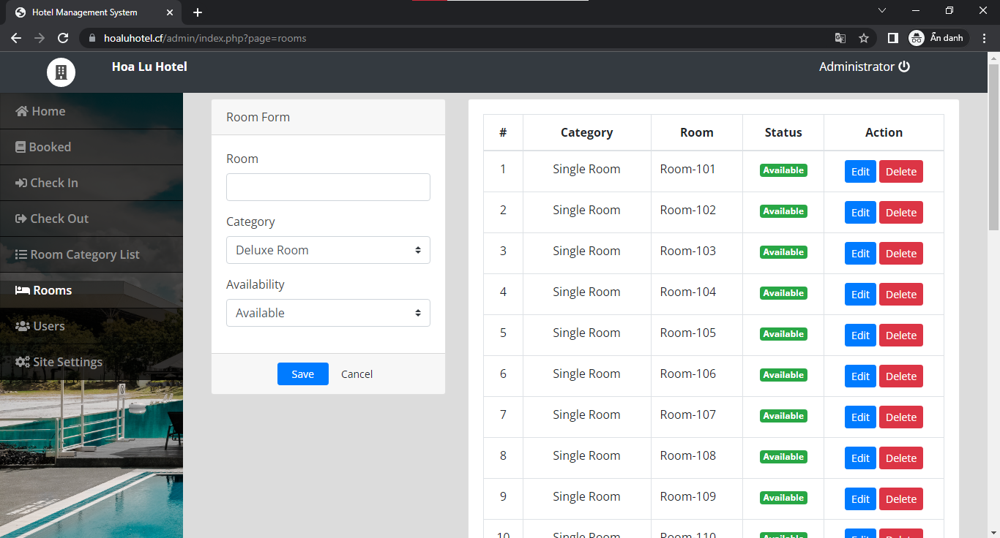 Hotel Management System
hoaluhotel.cf/admin/index.php?page=rooms
Ẩn danh
Hoa Lu Hotel
Administrator
Home
Booked
Check In
Check Out
Room Category List
Rooms
Users
Site Settings
Room Form
Room
Category
Deluxe Room
Availability
Available
Save Cancel
# Category Room Status Action
1 Single Room Room-101 Available Edit Delete
2 Single Room Room-102 Available Edit Delete
3 Single Room Room-103 Available Edit Delete
4 Single Room Room-104 Available Edit Delete
5 Single Room Room-105 Available Edit Delete
6 Single Room Room-106 Available Edit Delete
7 Single Room Room-107 Available Edit Delete
8 Single Room Room-108 Available Edit Delete
9 Single Room Room-109 Available Edit Delete
10 Single Room Room-110 Available Edit Delete